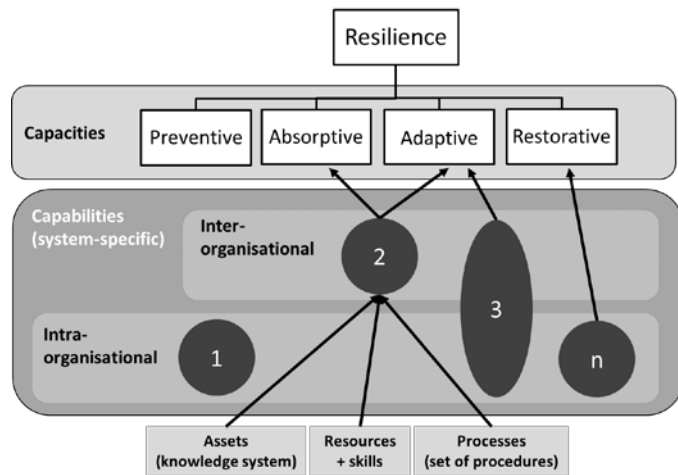 Resilience
Capacities
Preventive
Absorptive
Adaptive
Restorative
Capabilities
(system-specific)
Inter-
organisational
2
3
Intra-
organisational
1
n
Assets
(knowledge system)
Resources
+ skills
Processes
(set of procedures)